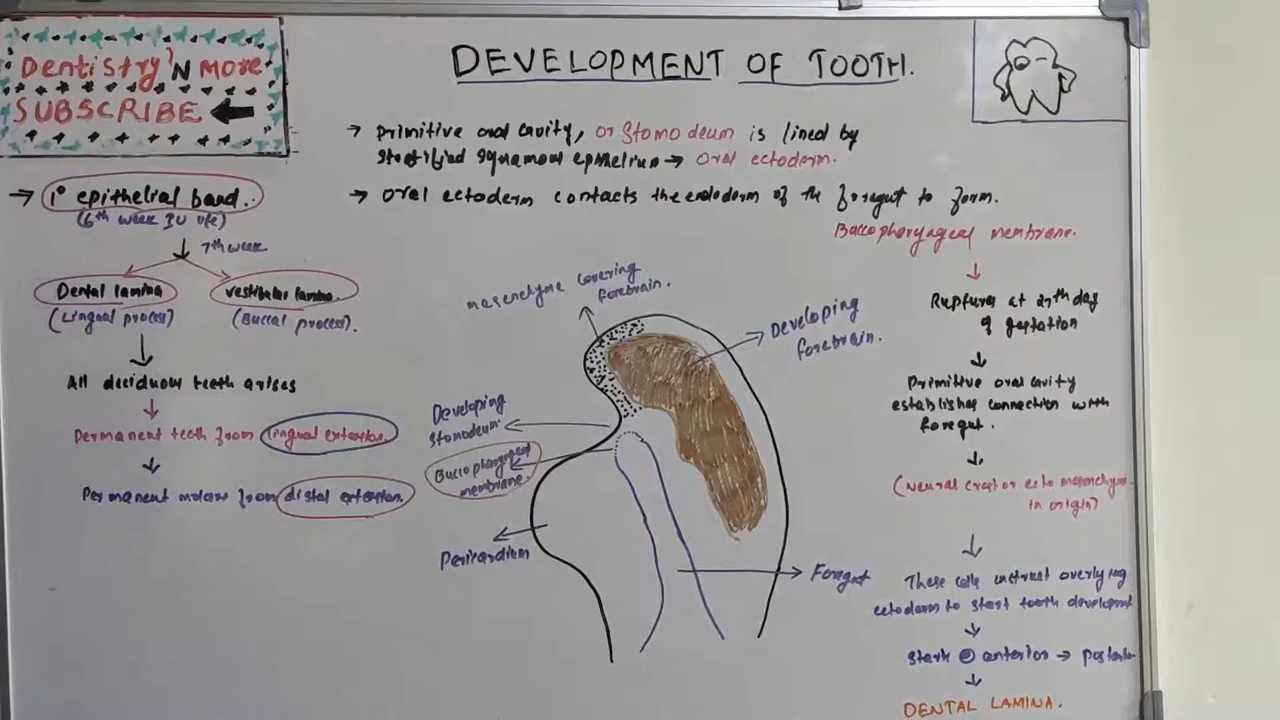 Dentistry'N more
SUBSCRIBE
DEVELOPMENT OF TOOTH.
→ Primitive oral cavity, or Stomodeum is lined by
stratified squamous epithelium → oral ectoderm.
→ oral ectoderm contacts the endoderm of the foregut to form.
Buccopharyngeal membrane.
Ruptures at 27th day
of gestation
Primitive oral cavity
establishes connection with
foregut.
(Neural crest or ecto mesenchyme
in origin)
These cells instruct overlying
ectoderm to start tooth development
anterior → posterior
DENTAL LAMINA.
→ 1° epithelial band.
(6th week IU life)
7th week
Dental lamina
vestibular lamina.
(Lingual process)
(Buccal process).
All deciduous teeth arises
Permanent teeth from lingual extension.
Permanent molars from distal extension.
mesenchyme covering
forebrain.
Developing
forebrain.
Developing
stomodeum.
Buccopharyngeal
membrane.
Pericardium
Foregut